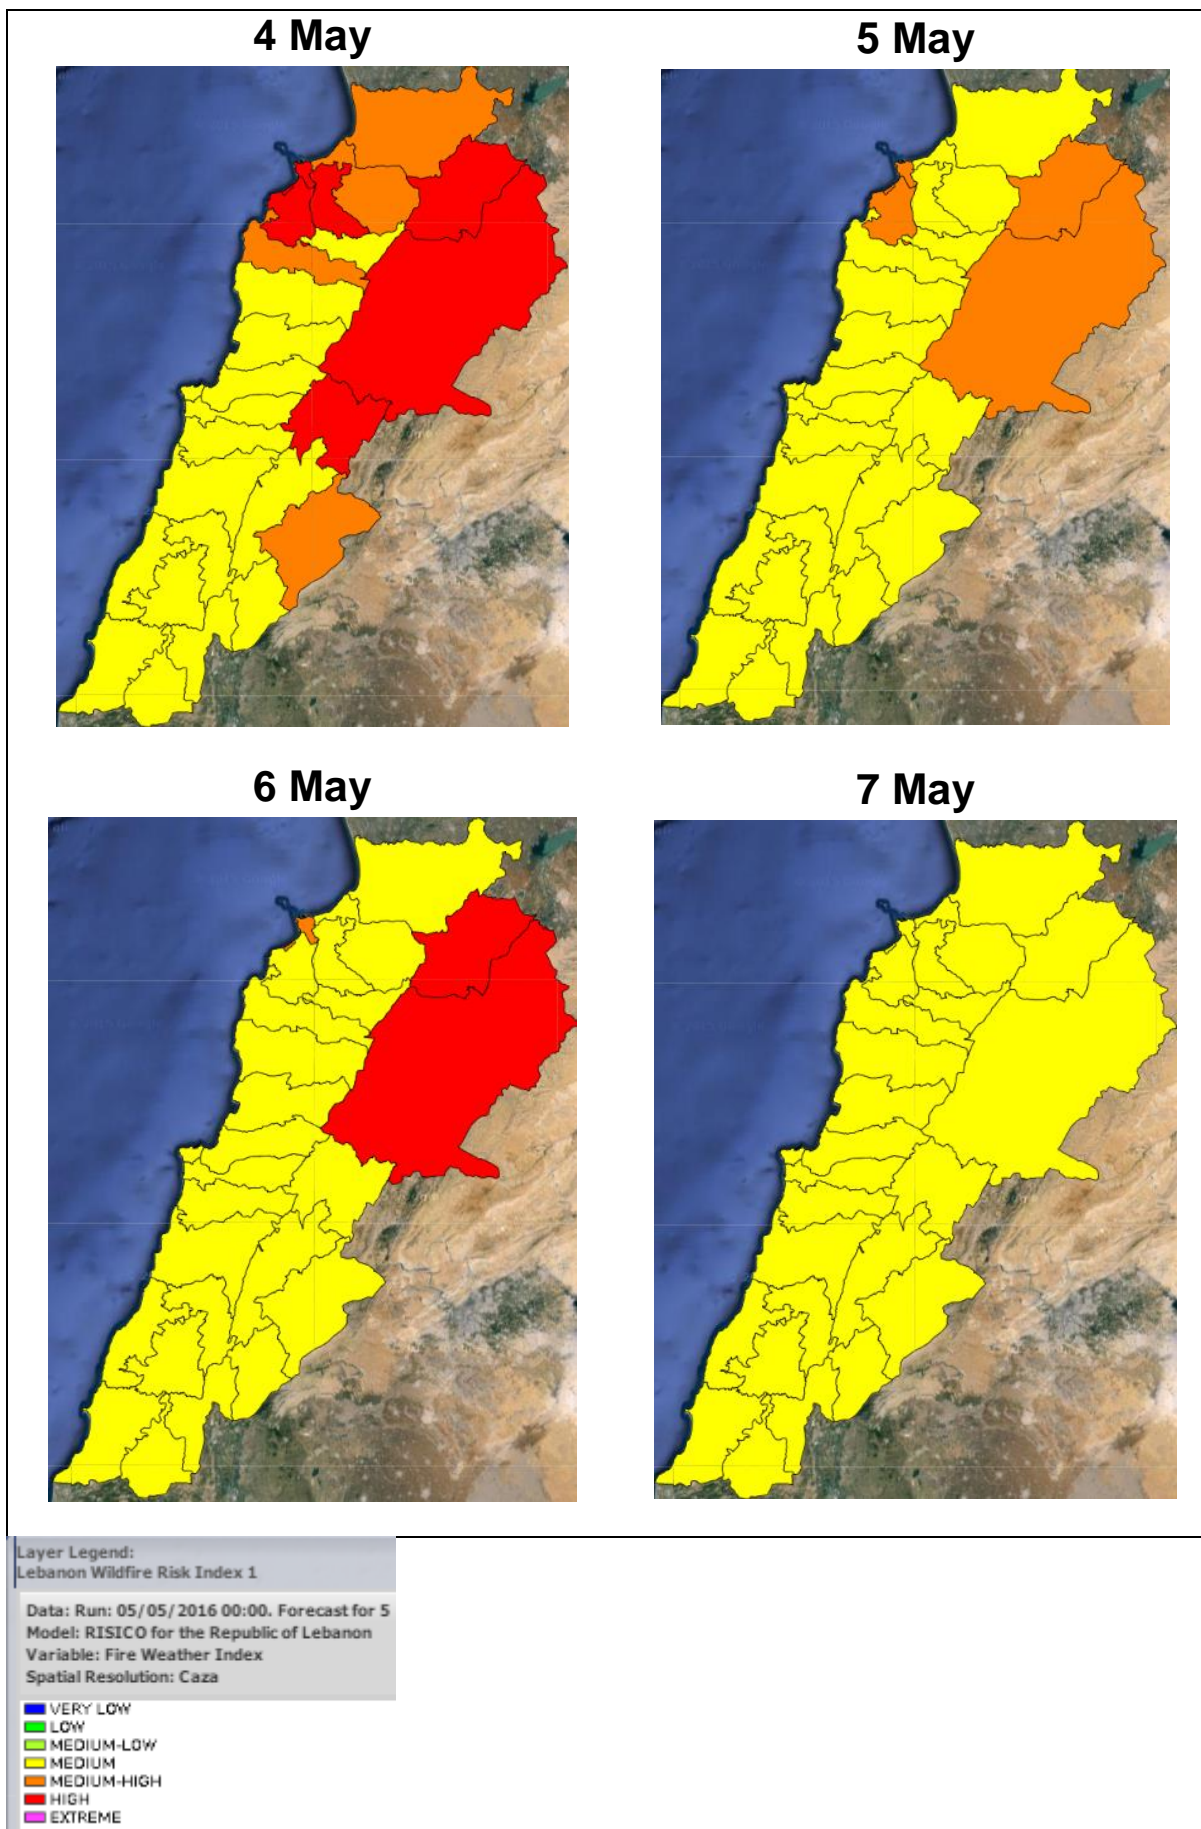 4 May
5 May
6 May
7 May
Layer Legend:
Lebanon Wildfire Risk Index 1
Data: Run: 05/05/2016 00:00. Forecast for 5
Model: RISICO for the Republic of Lebanon
Variable: Fire Weather Index
Spatial Resolution: Caza
VERY LOW
LOW
MEDIUM-LOW
MEDIUM
MEDIUM-HIGH
HIGH
EXTREME